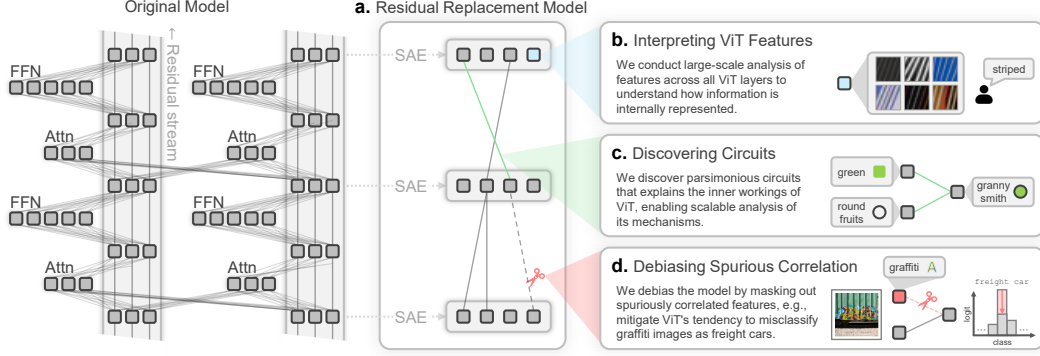 Original Model
FFN
Attn
FFN
Attn
FFN
Attn
FFN
Attn
← Residual stream
a. Residual Replacement Model
SAE
SAE
SAE
b. Interpreting ViT Features
We conduct large-scale analysis of
features across all ViT layers to
understand how information is
internally represented.
striped
c. Discovering Circuits
We discover parsimonious circuits
that explains the inner workings of
ViT, enabling scalable analysis of
its mechanisms.
green
round
fruits
granny
smith
d. Debiasing Spurious Correlation
We debias the model by masking out
spuriously correlated features, e.g.,
mitigate ViT's tendency to misclassify
graffiti images as freight cars.
graffiti A
freight car
logit
... ...
class